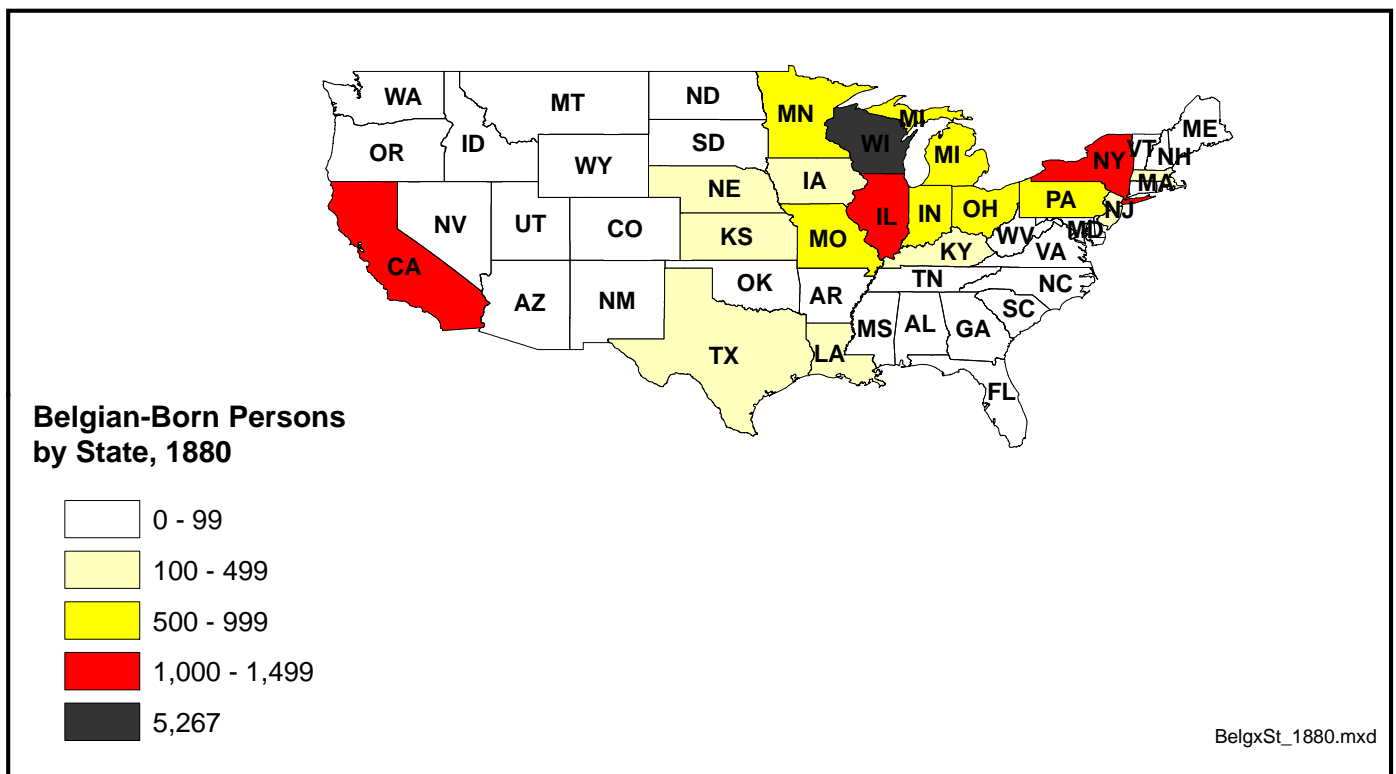 WA
MT
ND
MN
MI
ME
OR
ID
SD
WI
MI
NY
VT
NH
WY
NE
IA
MA
NV
UT
CO
KS
MO
IL
IN
OH
PA
NJ
CA
KY
WV
MD
VA
AZ
NM
OK
AR
TN
NC
SC
TX
LA
MS
AL
GA
FL
Belgian-Born Persons
by State, 1880
0 - 99
100 - 499
500 - 999
1,000 - 1,499
5,267
BelgxSt_1880.mxd